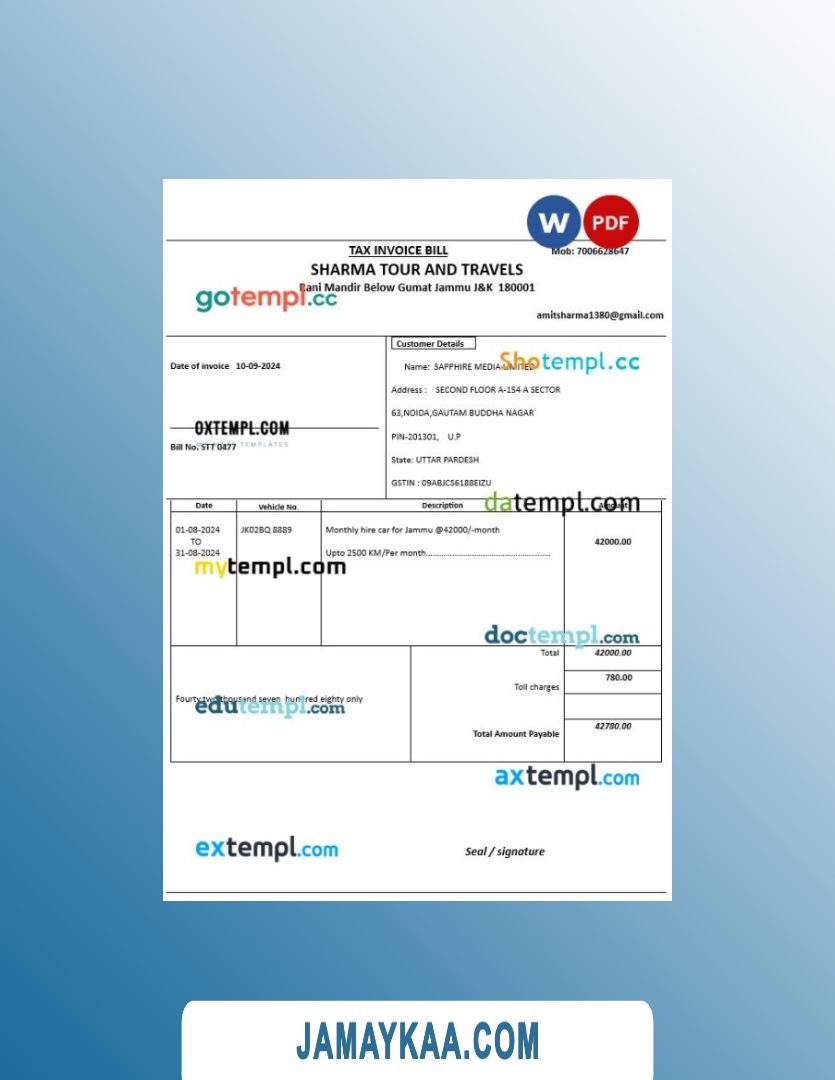 W PDF
TAX INVOICE BILL
Mob: 7006628647
SHARMA TOUR AND TRAVELS
Rani Mandir Below Gumat Jammu J&K 180001
gotempl.cc
amitsharma1380@gmail.com
Customer Details
Date of invoice 10-09-2024
Name: SAPPHIRE MEDIA LIMITED
Shotempl.cc
Address : SECOND FLOOR A-154 A SECTOR
63,NOIDA,GAUTAM BUDDHA NAGAR
OXTEMPL.COM
PIN-201301, U.P
Bill No. STT 0477
TEMPLATES
State: UTTAR PARDESH
GSTIN : 09ABJCS6188EIZU
datempl.com
Date Vehicle No. Description Amount
01-08-2024 JK02BQ 8889 Monthly hire car for Jammu @42000/-month
TO 42000.00
31-08-2024 Upto 2500 KM/Per month......................................................
mytempl.com
doctempl.com
Total 42000.00
780.00
Toll charges
Fourty two thousand seven hundred eighty only
edutempl.com
42780.00
Total Amount Payable
axtempl.com
extempl.com
Seal / signature
JAMAYKAA.COM